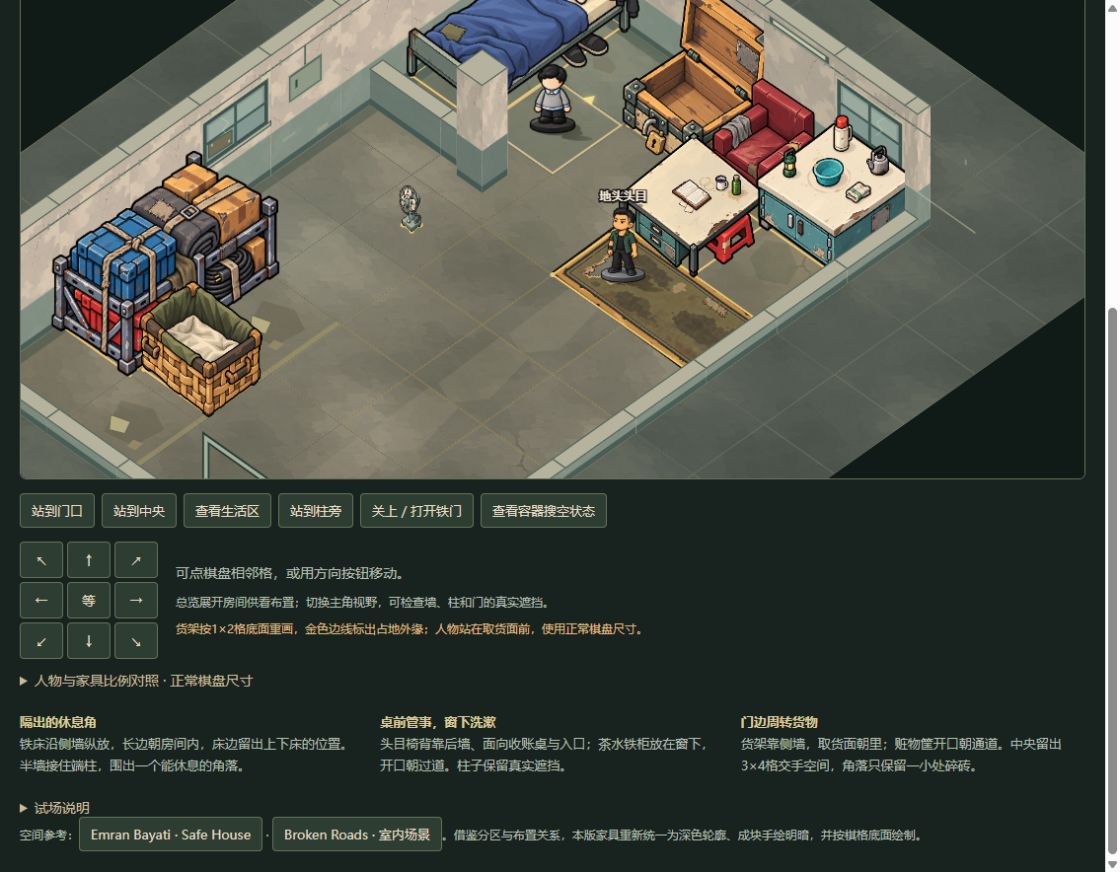 地头头目
站到门口 站到中央 查看生活区 站到柱旁 关上 / 打开铁门 查看容器搜空状态
↖ ↑ ↗
← 等 →
↙ ↓ ↘
可点棋盘相邻格，或用方向按钮移动。
总览展开房间供看布置；切换主角视野，可检查墙、柱和门的真实遮挡。
货架按1×2格底面重画，金色边线标出占地外缘；人物站在取货面前，使用正常棋盘尺寸。
▶ 人物与家具比例对照 · 正常棋盘尺寸
隔出的休息角
铁床沿侧墙纵放，长边朝房间内，床边留出上下床的位置。
半墙接住端柱，围出一个能休息的角落。
桌前管事，窗下洗漱
头目椅背靠后墙、面向收账桌与入口；茶水铁柜放在窗下，
开口朝过道。柱子保留真实遮挡。
门边周转货物
货架靠侧墙，取货面朝里；赃物筐开口朝通道。中央留出
3×4格交手空间，角落只保留一小处碎砖。
▶ 试场说明
空间参考： Emran Bayati · Safe House · Broken Roads · 室内场景 。借鉴分区与布置关系，本版家具重新统一为深色轮廓、成块手绘明暗，并按棋格底面绘制。